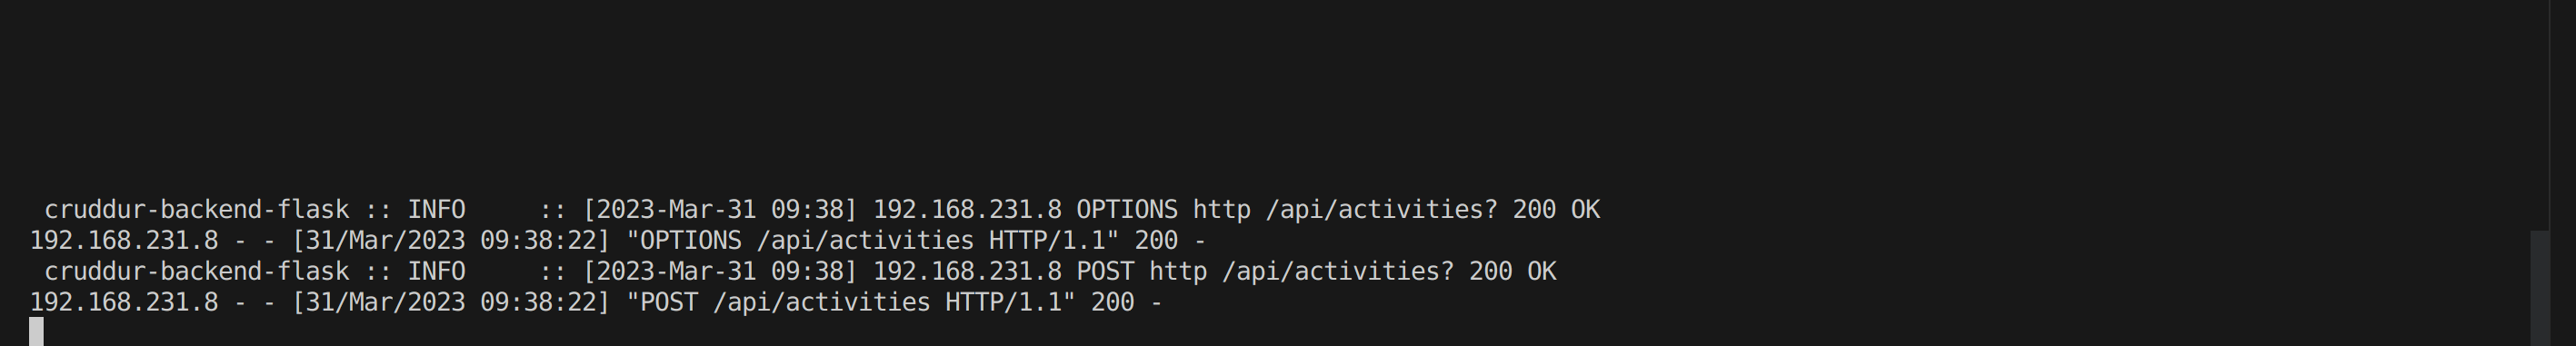 cruddur-backend-flask :: INFO     :: [2023-Mar-31 09:38] 192.168.231.8 OPTIONS http /api/activities? 200 OK
192.168.231.8 - - [31/Mar/2023 09:38:22] "OPTIONS /api/activities HTTP/1.1" 200 -
cruddur-backend-flask :: INFO     :: [2023-Mar-31 09:38] 192.168.231.8 POST http /api/activities? 200 OK
192.168.231.8 - - [31/Mar/2023 09:38:22] "POST /api/activities HTTP/1.1" 200 -